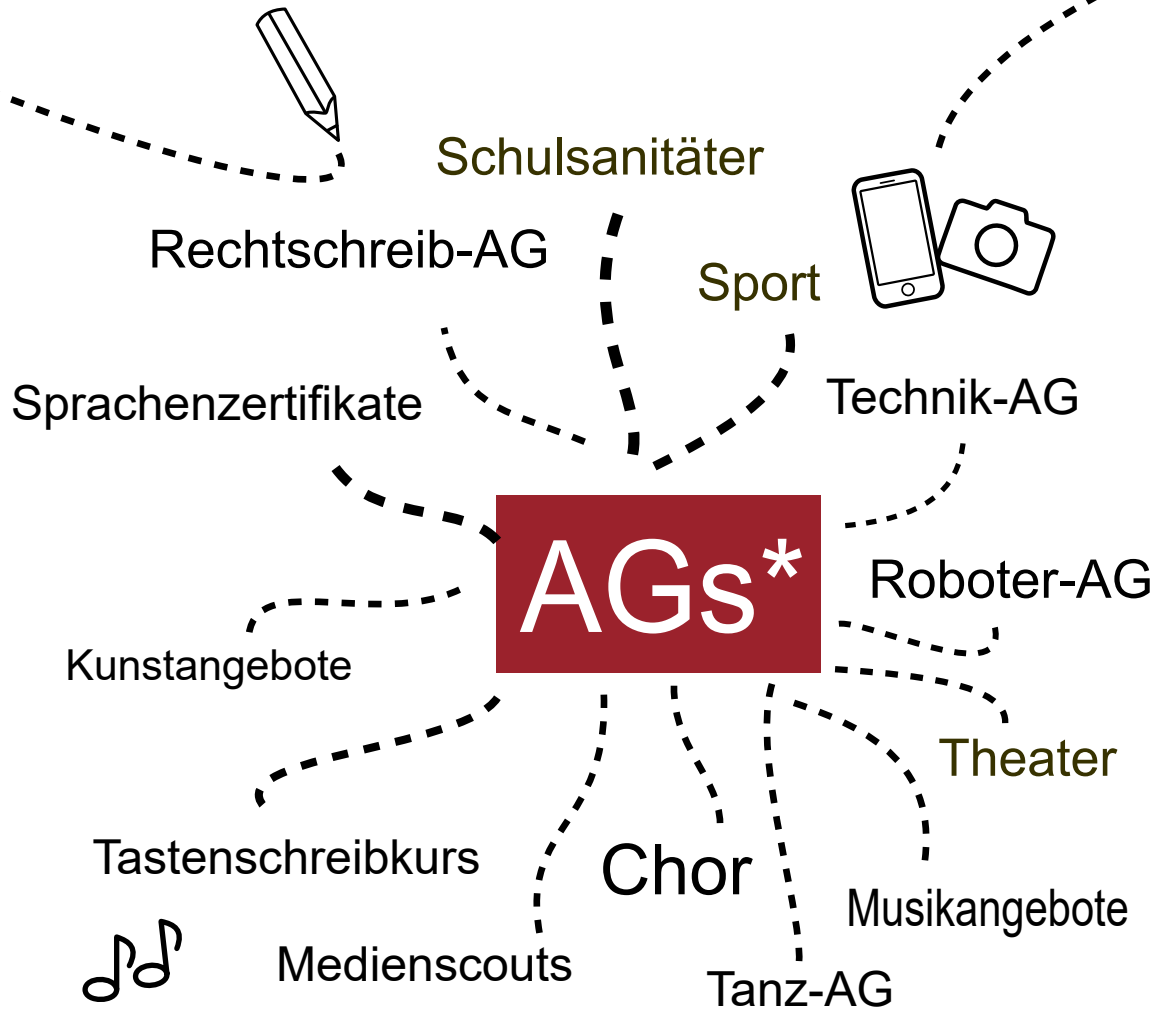 Schulsanitäter
Rechtschreib-AG
Sport
Sprachenzertifikate
Technik-AG
AGs*
Roboter-AG
Kunstangebote
Theater
Tastenschreibkurs
Chor
Musikangebote
Medienscouts
Tanz-AG